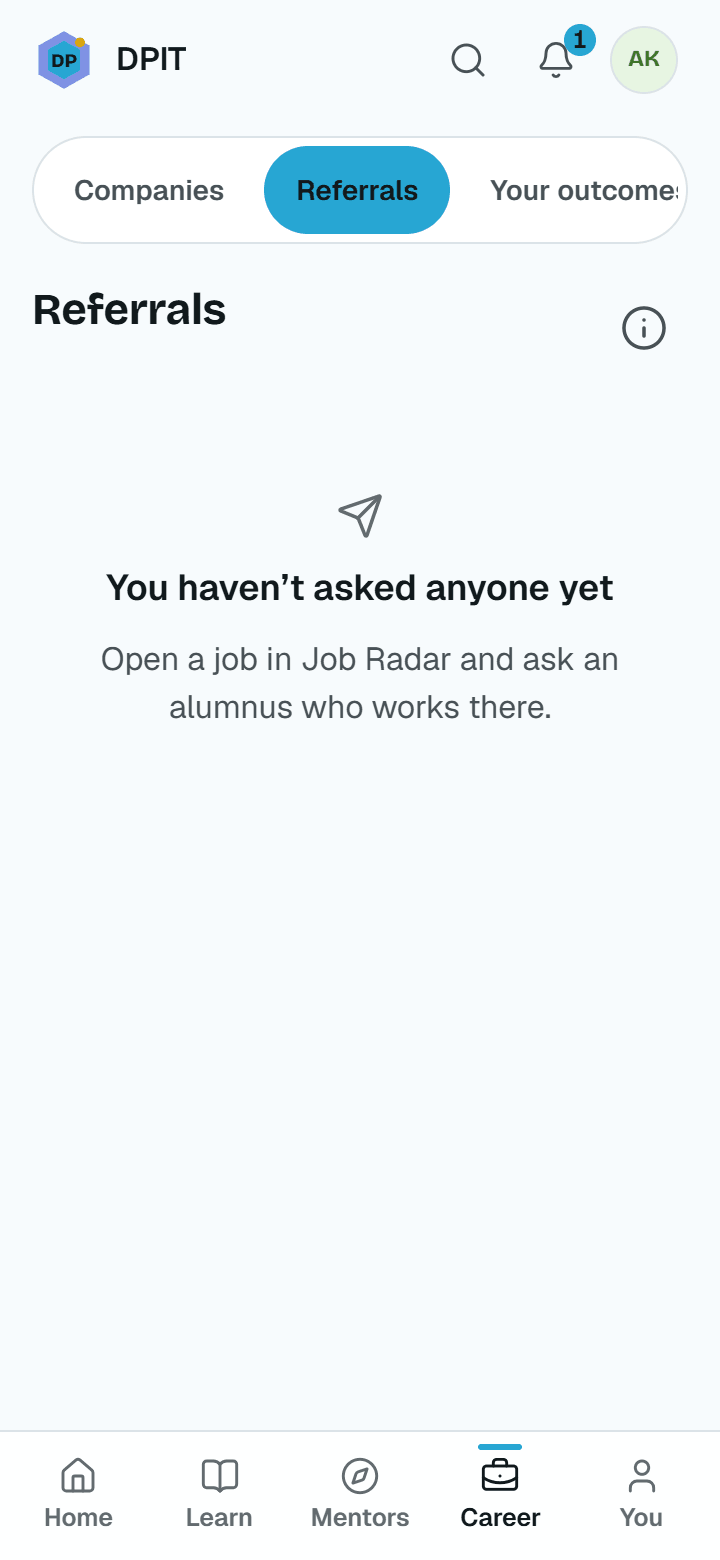 DP
DPIT
1
AK
Companies
Referrals
Your outcomes
Referrals
You haven’t asked anyone yet
Open a job in Job Radar and ask an
alumnus who works there.
Home
Learn
Mentors
Career
You